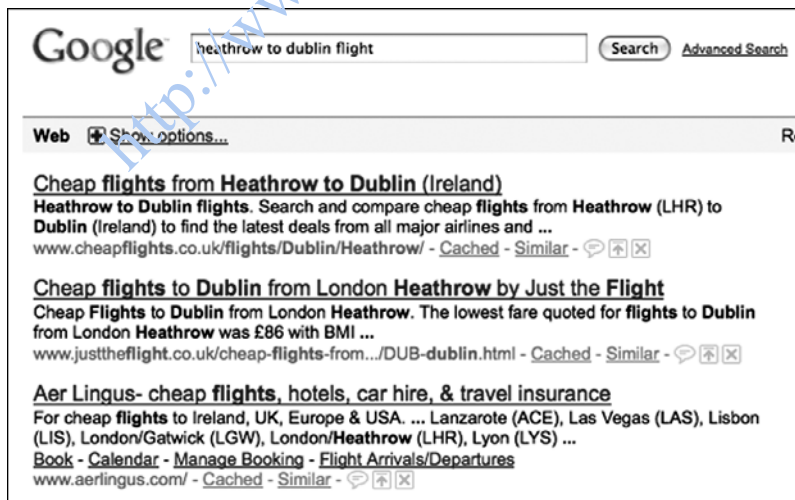 http://ww
Google™ heathrow to dublin flight Search Advanced Search
Web Show options... Re
Cheap flights from Heathrow to Dublin (Ireland)
Heathrow to Dublin flights. Search and compare cheap flights from Heathrow (LHR) to
Dublin (Ireland) to find the latest deals from all major airlines and ...
www.cheapflights.co.uk/flights/Dublin/Heathrow/ - Cached - Similar -
Cheap flights to Dublin from London Heathrow by Just the Flight
Cheap Flights to Dublin from London Heathrow. The lowest fare quoted for flights to Dublin
from London Heathrow was £86 with BMI ...
www.justtheflight.co.uk/cheap-flights-from.../DUB-dublin.html - Cached - Similar -
Aer Lingus- cheap flights, hotels, car hire, & travel insurance
For cheap flights to Ireland, UK, Europe & USA. ... Lanzarote (ACE), Las Vegas (LAS), Lisbon
(LIS), London/Gatwick (LGW), London/Heathrow (LHR), Lyon (LYS) ...
Book - Calendar - Manage Booking - Flight Arrivals/Departures
www.aerlingus.com/ - Cached - Similar -